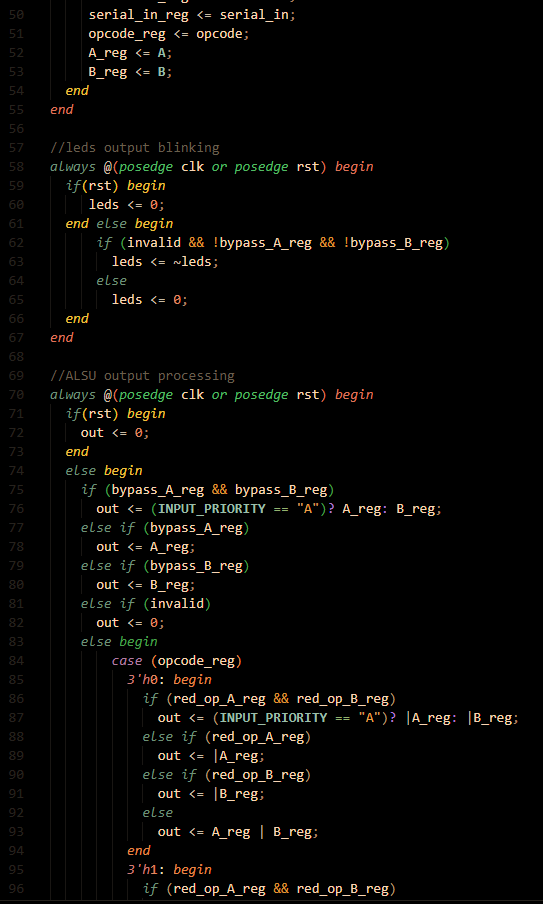 50 serial_in_reg <= serial_in;
51 opcode_reg <= opcode;
52 A_reg <= A;
53 B_reg <= B;
54 end
55 end
56
57 //leds output blinking
58 always @(posedge clk or posedge rst) begin
59 if(rst) begin
60 leds <= 0;
61 end else begin
62 if (invalid && !bypass_A_reg && !bypass_B_reg)
63 leds <= ~leds;
64 else
65 leds <= 0;
66 end
67 end
68
69 //ALSU output processing
70 always @(posedge clk or posedge rst) begin
71 if(rst) begin
72 out <= 0;
73 end
74 else begin
75 if (bypass_A_reg && bypass_B_reg)
76 out <= (INPUT_PRIORITY == "A")? A_reg: B_reg;
77 else if (bypass_A_reg)
78 out <= A_reg;
79 else if (bypass_B_reg)
80 out <= B_reg;
81 else if (invalid)
82 out <= 0;
83 else begin
84 case (opcode_reg)
85 3'h0: begin
86 if (red_op_A_reg && red_op_B_reg)
87 out <= (INPUT_PRIORITY == "A")? |A_reg: |B_reg;
88 else if (red_op_A_reg)
89 out <= |A_reg;
90 else if (red_op_B_reg)
91 out <= |B_reg;
92 else
93 out <= A_reg | B_reg;
94 end
95 3'h1: begin
96 if (red_op_A_reg && red_op_B_reg)